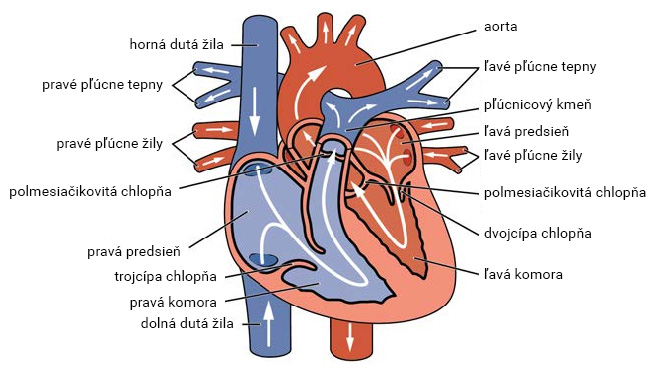 horná dutá žila
pravé pľúcne tepny
pravé pľúcne žily
polmesiačikovitá chlopňa
pravá predsieň
trojcípa chlopňa
pravá komora
dolná dutá žila
aorta
ľavé pľúcne tepny
pľúcnicový kmeň
ľavá predsieň
ľavé pľúcne žily
polmesiačikovitá chlopňa
dvojcípa chlopňa
ľavá komora